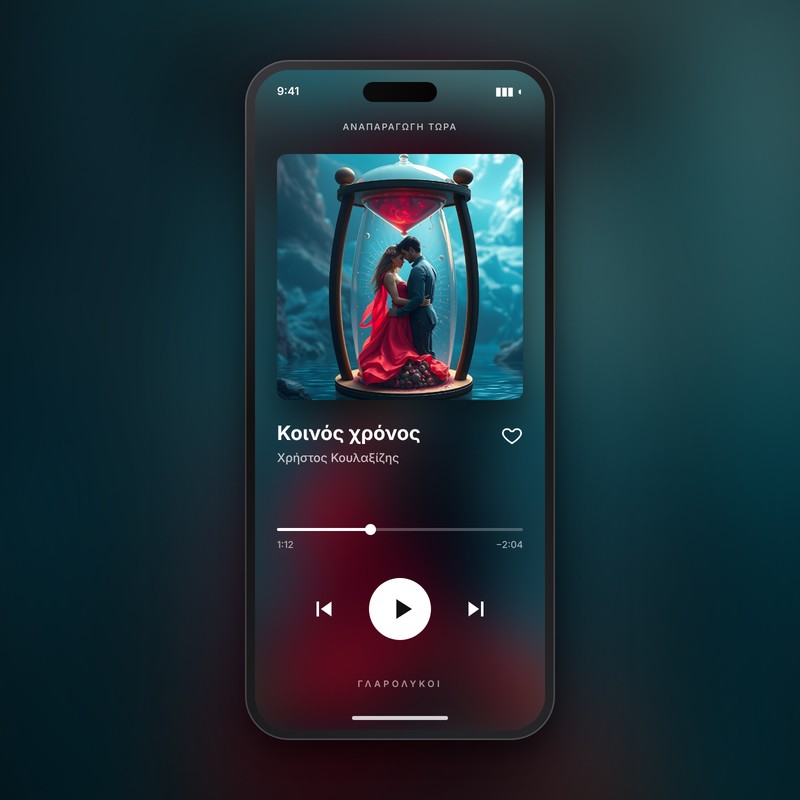 9:41
ΑΝΑΠΑΡΑΓΩΓΗ ΤΩΡΑ
Κοινός χρόνος
Χρήστος Κουλαξίζης
1:12
−2:04
ΓΛΑΡΟΛΥΚΟΙ